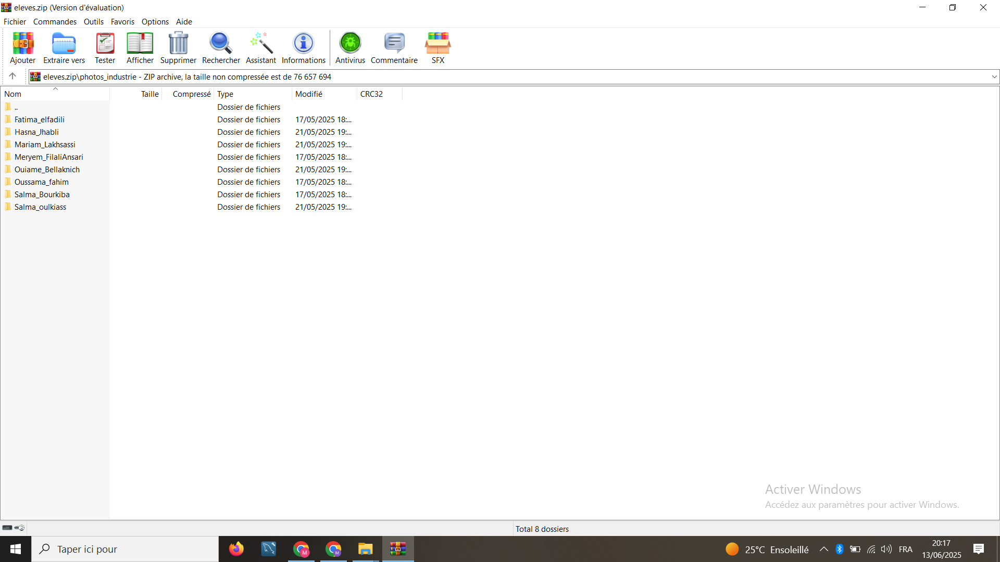 eleves.zip (Version d'évaluation)
Fichier Commandes Outils Favoris Options Aide
Ajouter Extraire vers Tester Afficher Supprimer Rechercher Assistant Informations Antivirus Commentaire SFX
eleves.zip\photos_industrie - ZIP archive, la taille non compressée est de 76 657 694
Nom Taille Compressé Type Modifié CRC32
.. Dossier de fichiers
Fatima_elfadili Dossier de fichiers 17/05/2025 18:...
Hasna_Jhabli Dossier de fichiers 21/05/2025 19:...
Mariam_Lakhsassi Dossier de fichiers 21/05/2025 19:...
Meryem_FilaliAnsari Dossier de fichiers 17/05/2025 18:...
Ouiame_Bellaknich Dossier de fichiers 21/05/2025 19:...
Oussama_fahim Dossier de fichiers 17/05/2025 18:...
Salma_Bourkiba Dossier de fichiers 17/05/2025 18:...
Salma_oulkiass Dossier de fichiers 21/05/2025 19:...
Activer Windows
Accédez aux paramètres pour activer Windows.
Total 8 dossiers
Taper ici pour
M
M
25°C Ensoleillé
FRA
20:17
13/06/2025